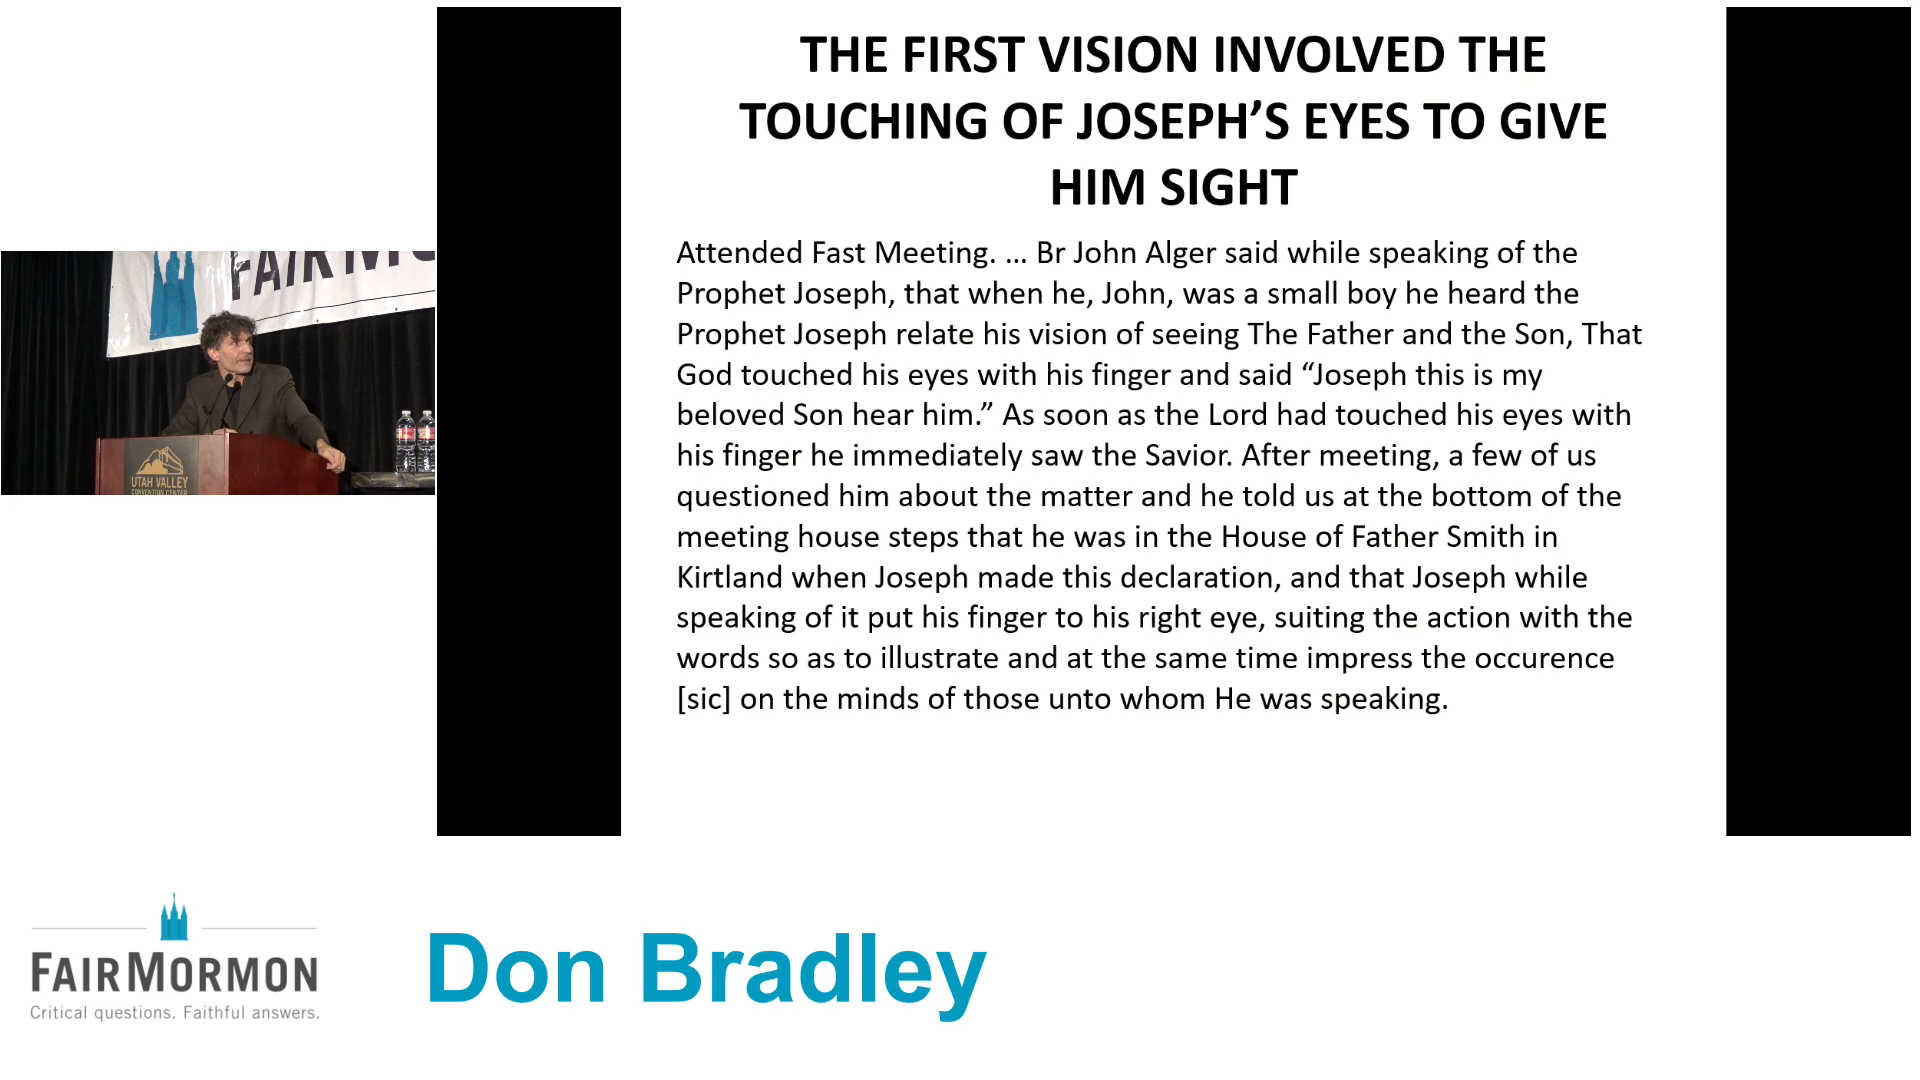 THE FIRST VISION INVOLVED THE
TOUCHING OF JOSEPH’S EYES TO GIVE
HIM SIGHT
Attended Fast Meeting. … Br John Alger said while speaking of the
Prophet Joseph, that when he, John, was a small boy he heard the
Prophet Joseph relate his vision of seeing The Father and the Son, That
God touched his eyes with his finger and said “Joseph this is my
beloved Son hear him.” As soon as the Lord had touched his eyes with
his finger he immediately saw the Savior. After meeting, a few of us
questioned him about the matter and he told us at the bottom of the
meeting house steps that he was in the House of Father Smith in
Kirtland when Joseph made this declaration, and that Joseph while
speaking of it put his finger to his right eye, suiting the action with the
words so as to illustrate and at the same time impress the occurence
[sic] on the minds of those unto whom He was speaking.
FAIRMO
UTAH VALLEY
CONVENTION CENTER
FAIRMORMON
Critical questions. Faithful answers.
Don Bradley